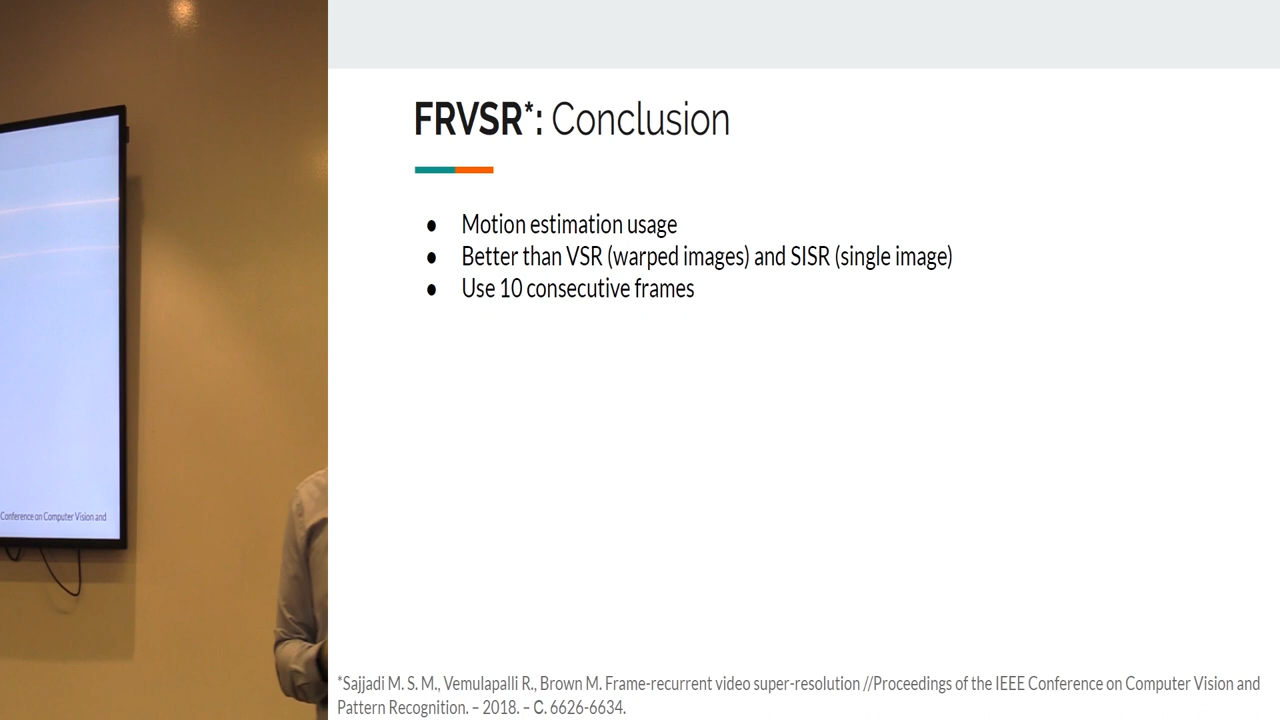 FRVSR*: Conclusion
● Motion estimation usage
● Better than VSR (warped images) and SISR (single image)
● Use 10 consecutive frames
Conference on Computer Vision and
*Sajjadi M. S. M., Vemulapalli R., Brown M. Frame-recurrent video super-resolution //Proceedings of the IEEE Conference on Computer Vision and
Pattern Recognition. – 2018. – С. 6626-6634.